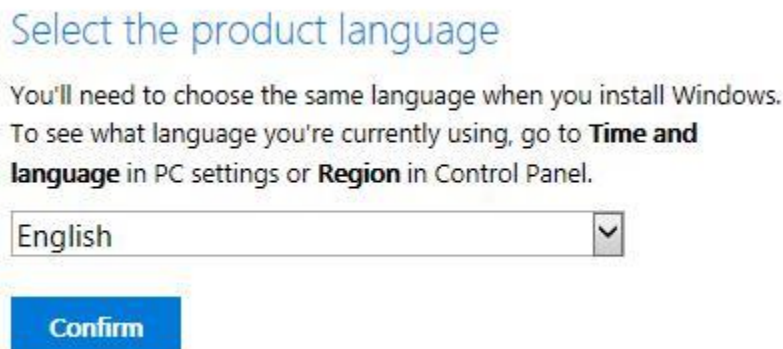 Select the product language
You'll need to choose the same language when you install Windows.
To see what language you're currently using, go to Time and
language in PC settings or Region in Control Panel.
English
Confirm